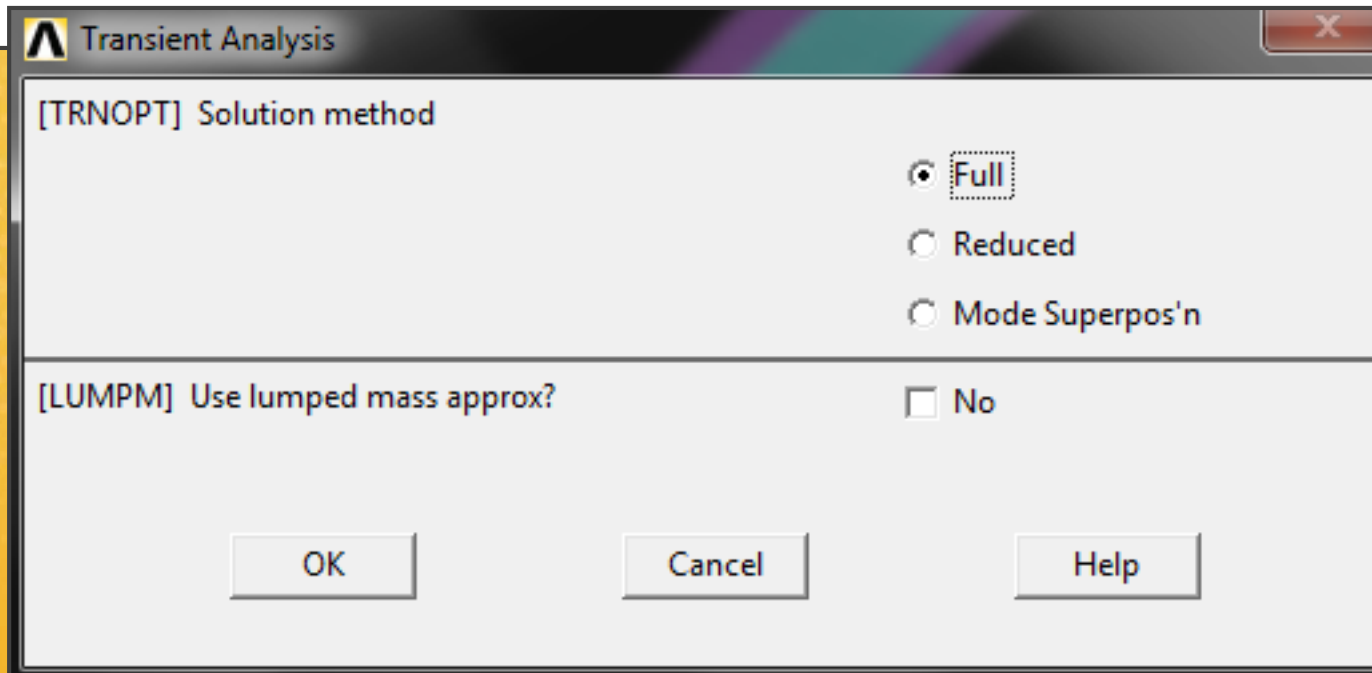 Transient Analysis
[TRNOPT] Solution method
Full
Reduced
Mode Superpos'n
[LUMPM] Use lumped mass approx?
No
OK
Cancel
Help